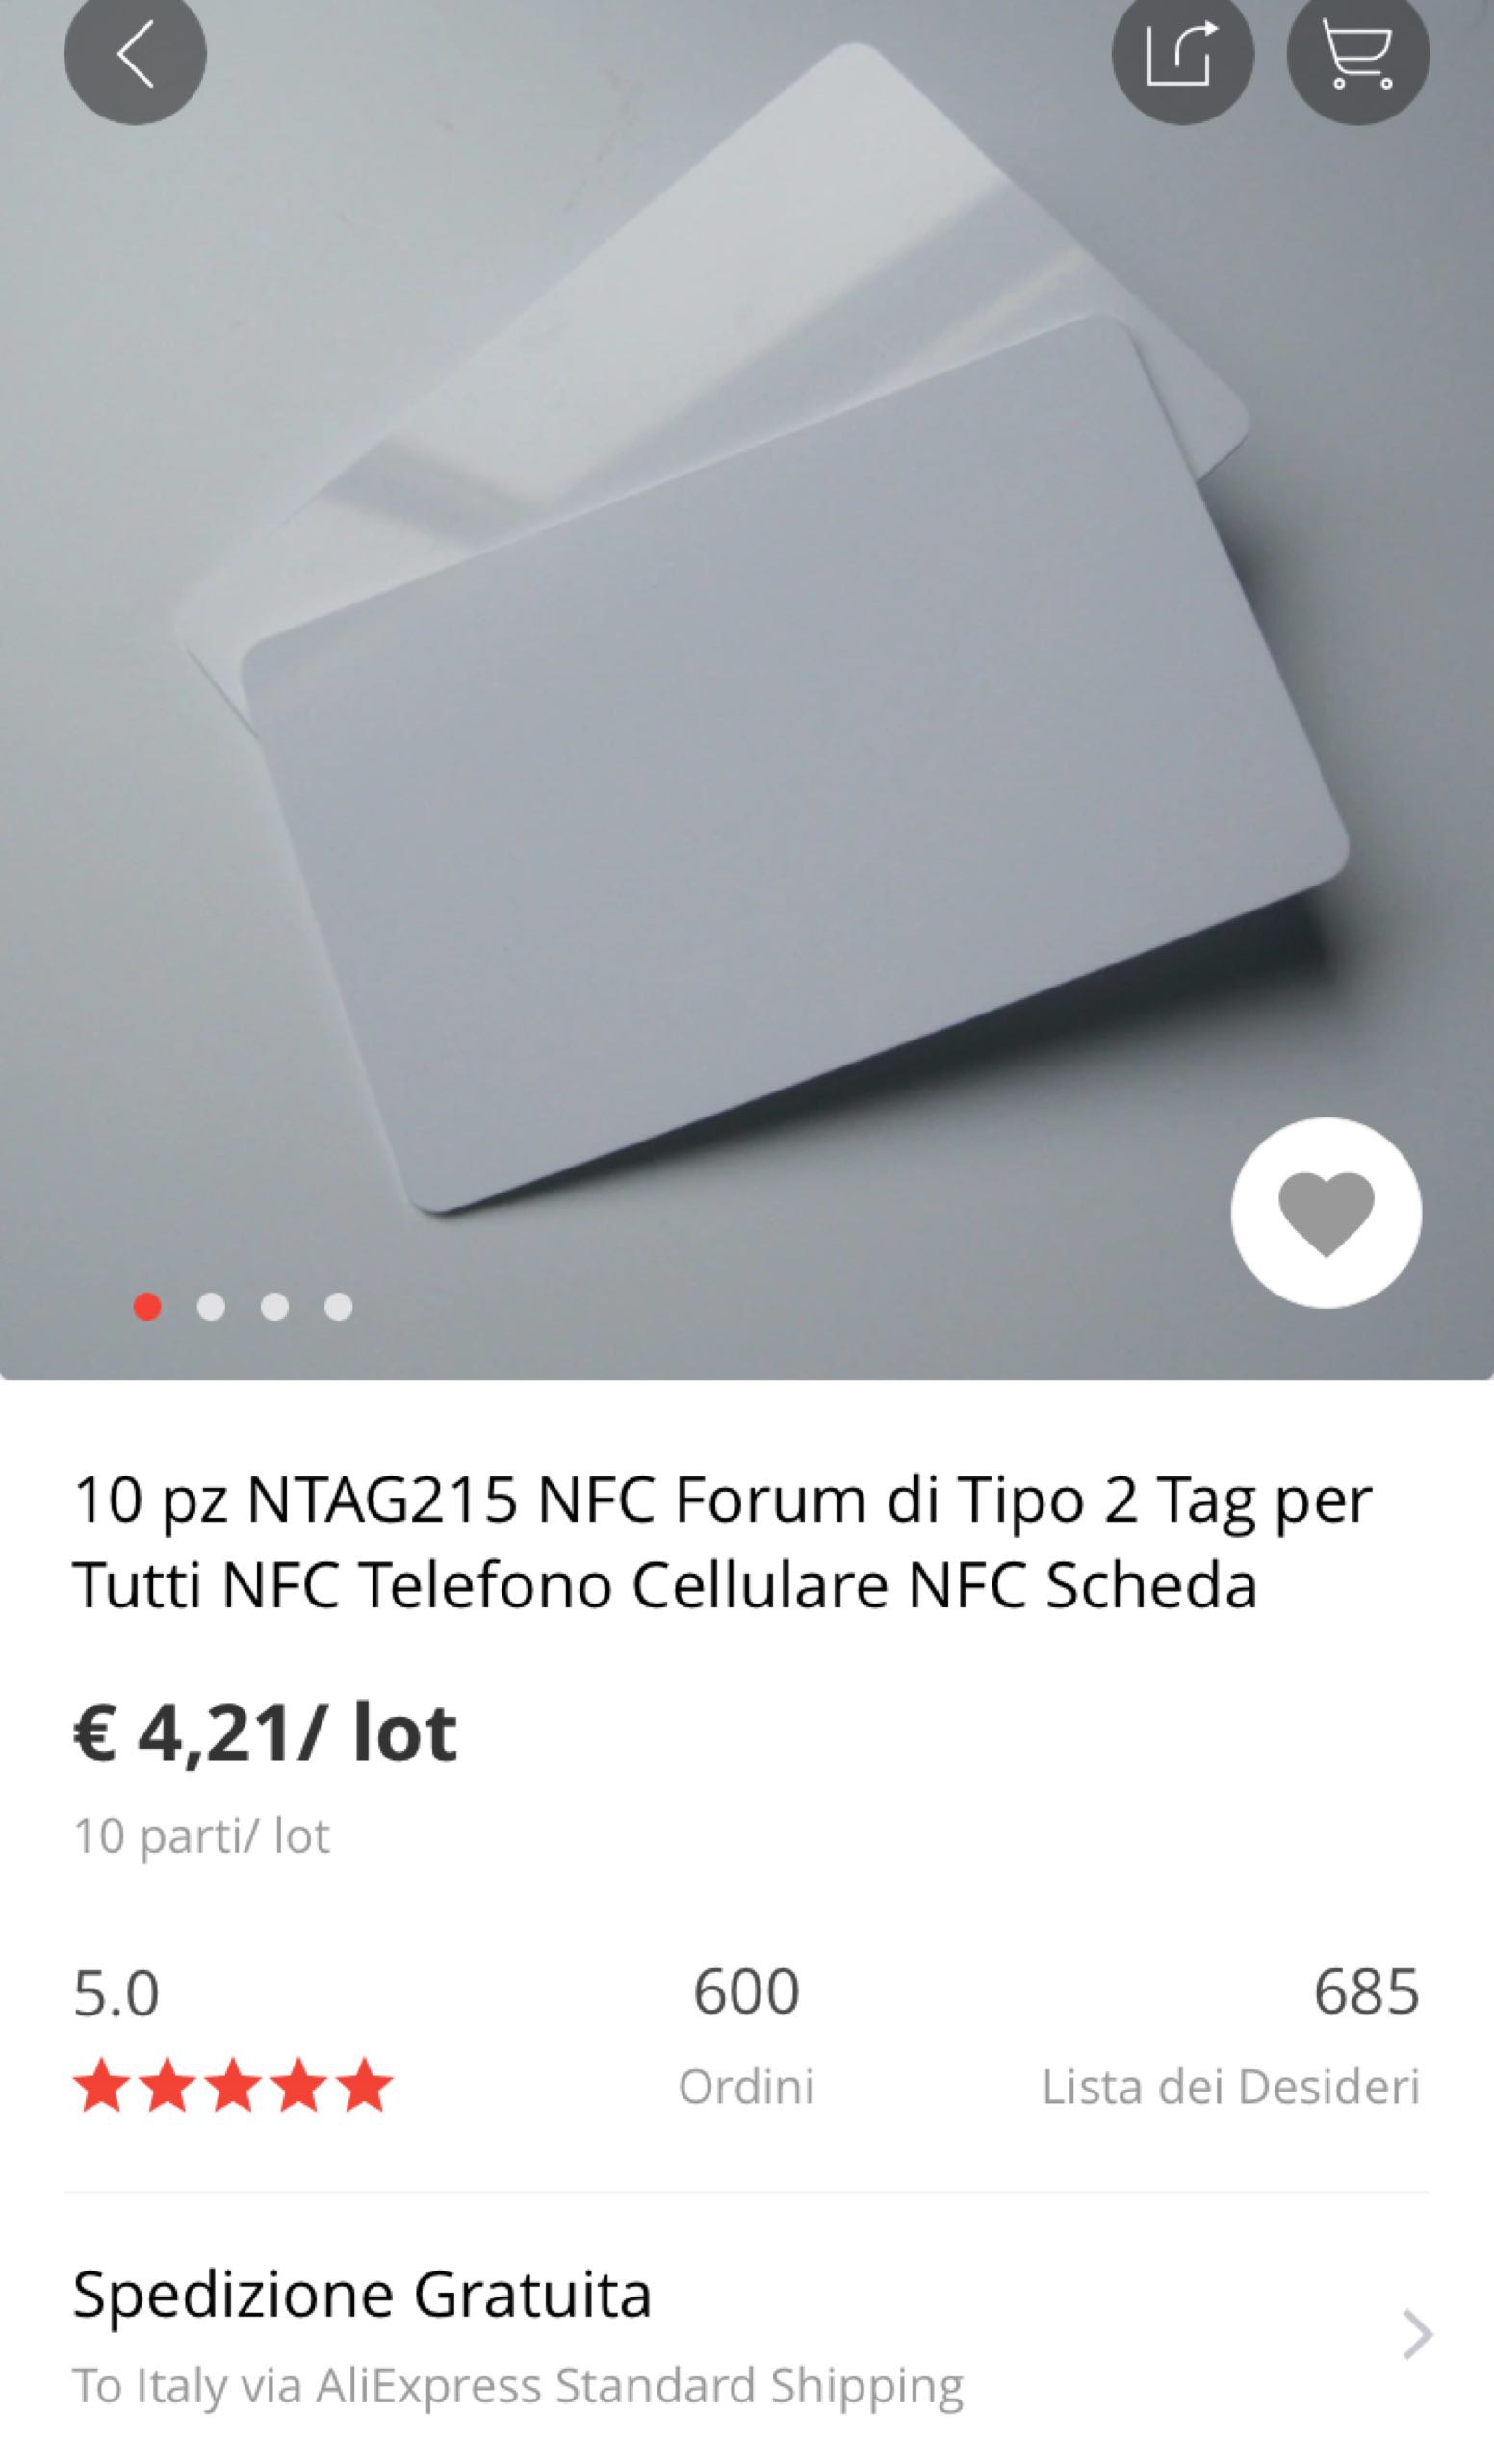 10 pz NTAG215 NFC Forum di Tipo 2 Tag per
Tutti NFC Telefono Cellulare NFC Scheda
€ 4,21/ lot
10 parti/ lot
5.0
600
685
Ordini
Lista dei Desideri
Spedizione Gratuita
To Italy via AliExpress Standard Shipping